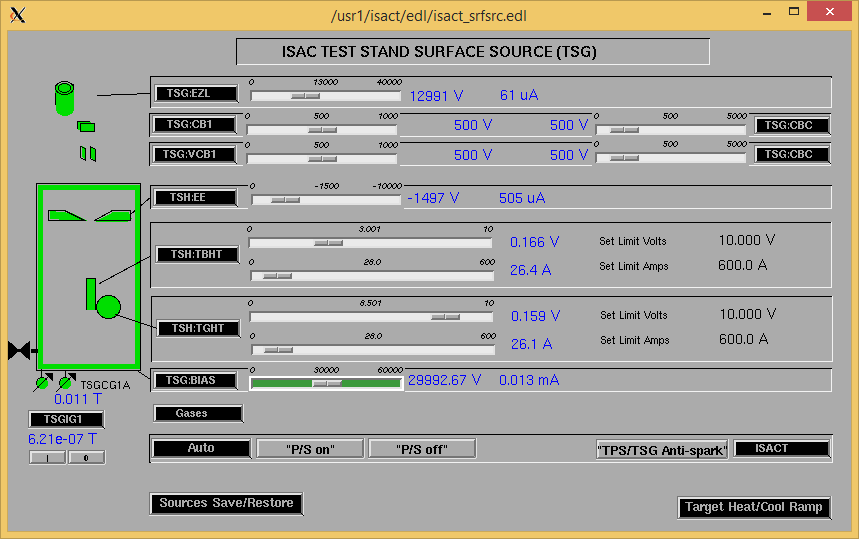 /usr1/isact/edl/isact_srfsrc.edl
ISAC TEST STAND SURFACE SOURCE (TSG)
0 13000 40000
TSG:EZL 12991 V 61 uA
0 500 1000 0 500 5000
TSG:CB1 500 V 500 V TSG:CBC
0 500 1000 0 500 5000
TSG:VCB1 500 V 500 V TSG:CBC
0 -1500 -10000
TSH:EE -1497 V 505 uA
0 3.001 10
0.166 V Set Limit Volts 10.000 V
TSH:TBHT
0 26.0 600
26.4 A Set Limit Amps 600.0 A
0 6.501 10
0.159 V Set Limit Volts 10.000 V
TSH:TGHT
0 26.0 600
26.1 A Set Limit Amps 600.0 A
0 30000 60000
TSG:BIAS 29992.67 V 0.013 mA
TSGCG1A
0.011 T
Gases
TSGIG1
6.21e-07 T
I 0
Auto "P/S on" "P/S off" "TPS/TSG Anti-spark" ISACT
Sources Save/Restore Target Heat/Cool Ramp